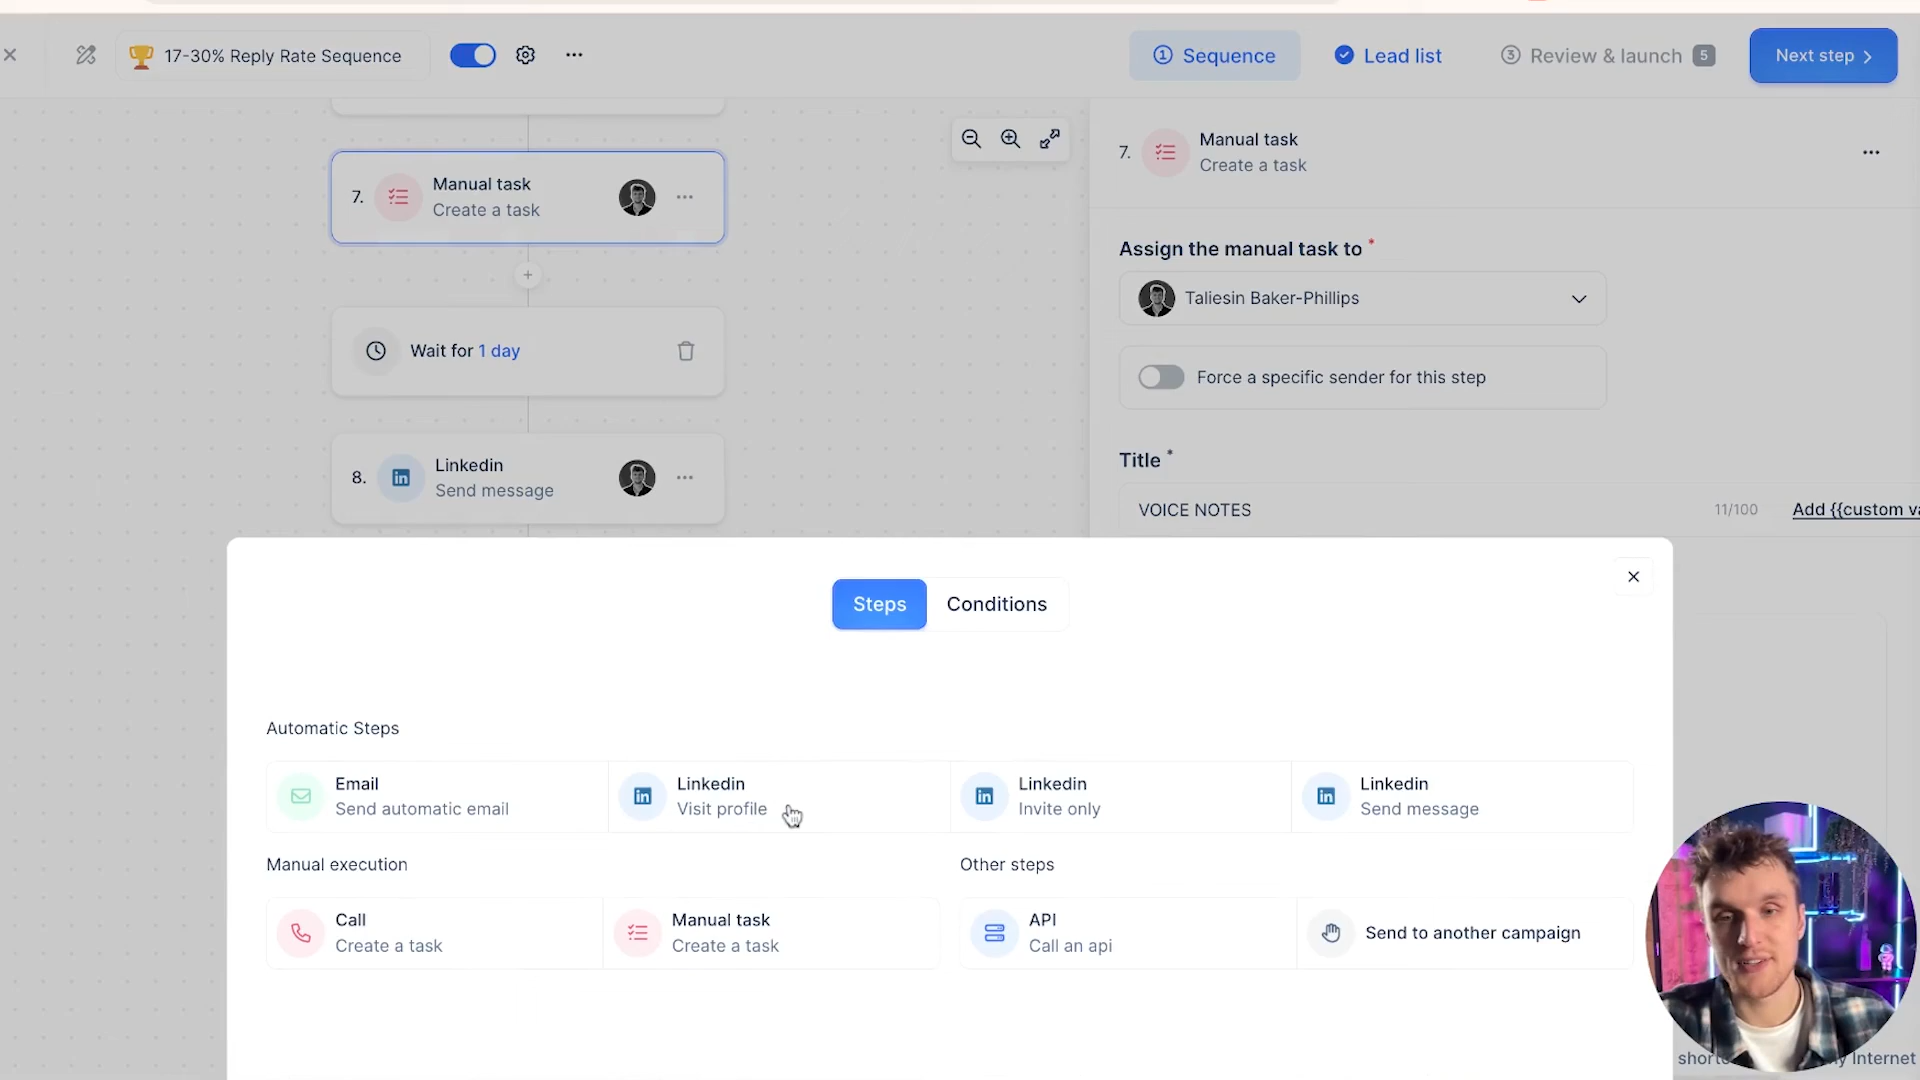 17-30% Reply Rate Sequence
1 Sequence
Lead list
3 Review & launch 5
Next step
7. Manual task
Create a task
Wait for 1 day
8. Linkedin
Send message
7. Manual task
Create a task
Assign the manual task to *
Taliesin Baker-Phillips
Force a specific sender for this step
Title *
VOICE NOTES
11/100
Add {{custom va
Steps
Conditions
Automatic Steps
Email
Send automatic email
Linkedin
Visit profile
Linkedin
Invite only
Linkedin
Send message
Manual execution
Call
Create a task
Manual task
Create a task
Other steps
API
Call an api
Send to another campaign
Internet